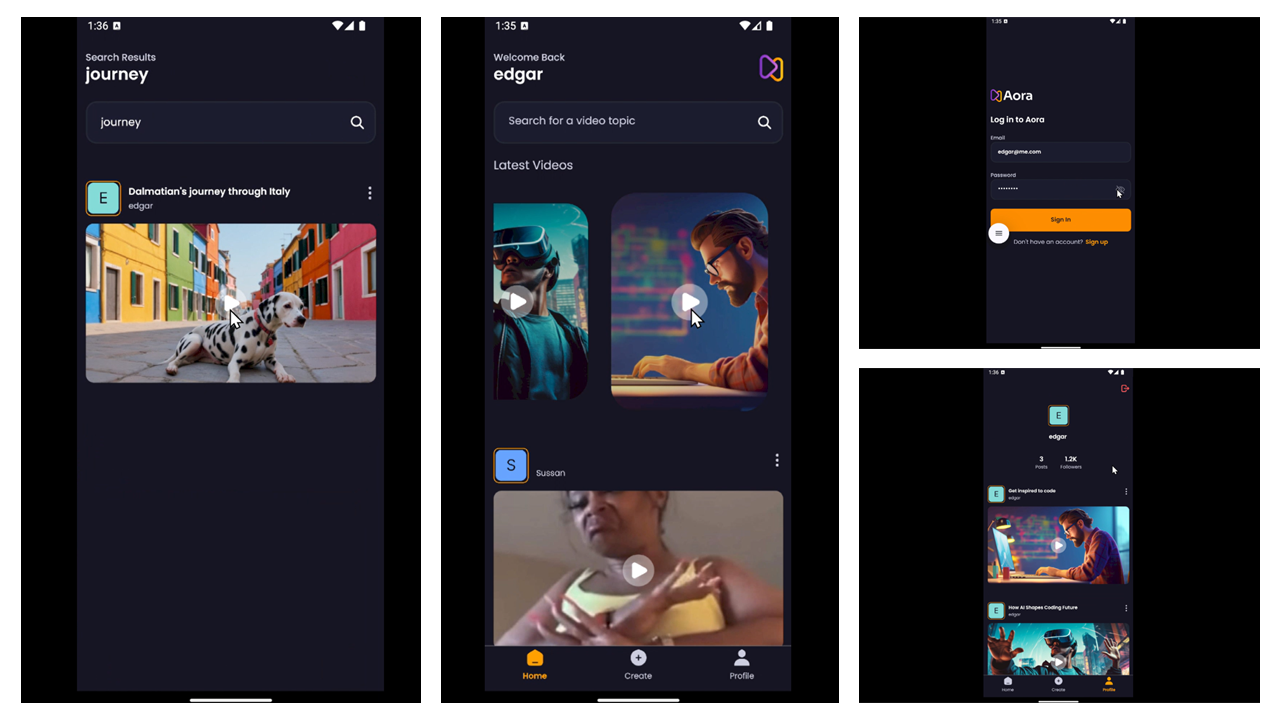 1:36
Search Results
journey
journey
E
Dalmatian's journey through Italy
edgar
1:35
Welcome Back
edgar
Search for a video topic
Latest Videos
S
Sussan
Home
Create
Profile
1:35
Aora
Log in to Aora
Email
edgar@me.com
Password
Sign In
Don't have an account? Sign up
1:36
E
edgar
3
1.2K
Posts
Followers
E
Get inspired to code
edgar
E
How AI Shapes Coding Future
edgar
Home
Create
Profile